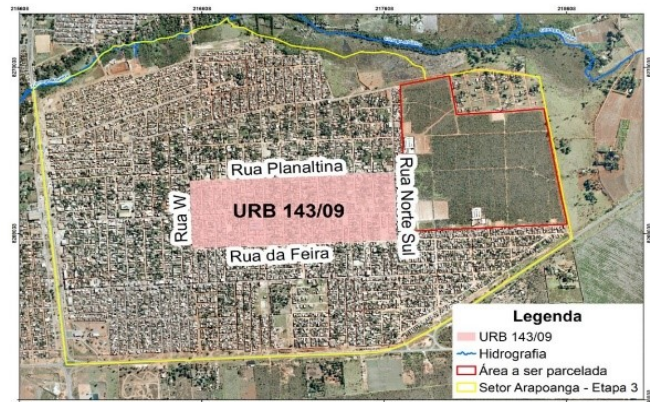 Rua Planaltina
Rua W
URB 143/09
Rua Norte Sul
Rua da Feira
Legenda
URB 143/09
Hidrografia
Área a ser parcelada
Setor Arapoanga - Etapa 3